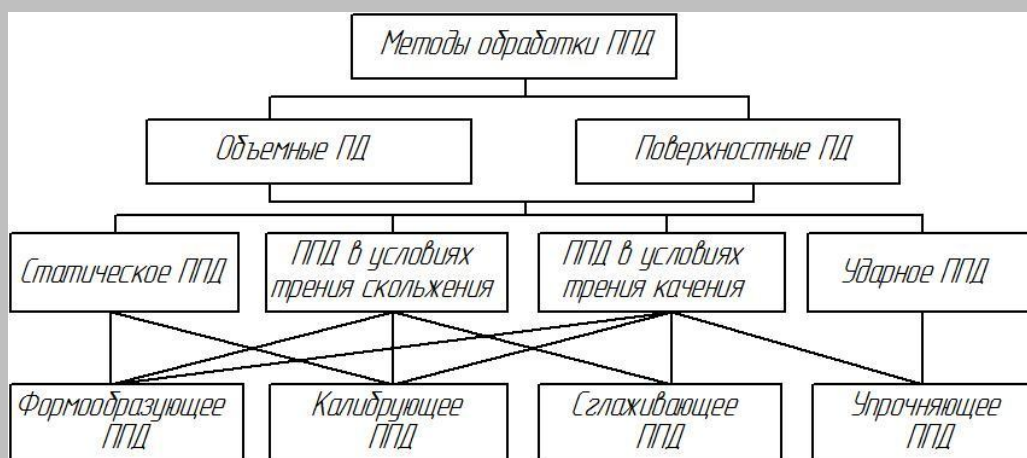 Методы обработки ППД
Объемные ПД
Поверхностные ПД
Статическое ППД
ППД в условиях
трения скольжения
ППД в условиях
трения качения
Ударное ППД
Формообразующее
ППД
Калибрующее
ППД
Сглаживающее
ППД
Упрочняющее
ППД